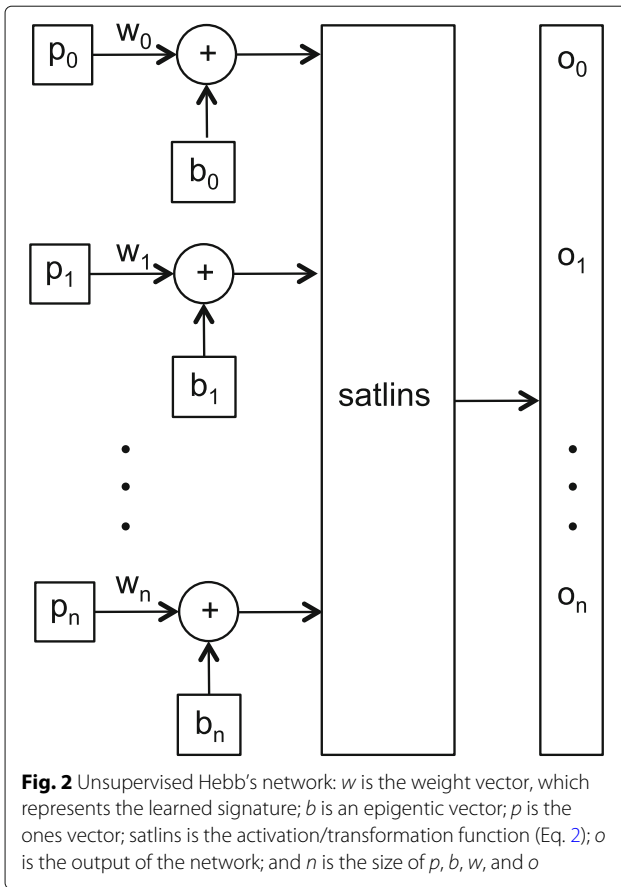 p₀ w₀ + o₀
b₀
p₁ w₁ + o₁
b₁
satlins
pₙ wₙ + oₙ
bₙ
Fig. 2 Unsupervised Hebb's network: w is the weight vector, which
represents the learned signature; b is an epigentic vector; p is the
ones vector; satlins is the activation/transformation function (Eq. 2); o
is the output of the network; and n is the size of p, b, w, and o